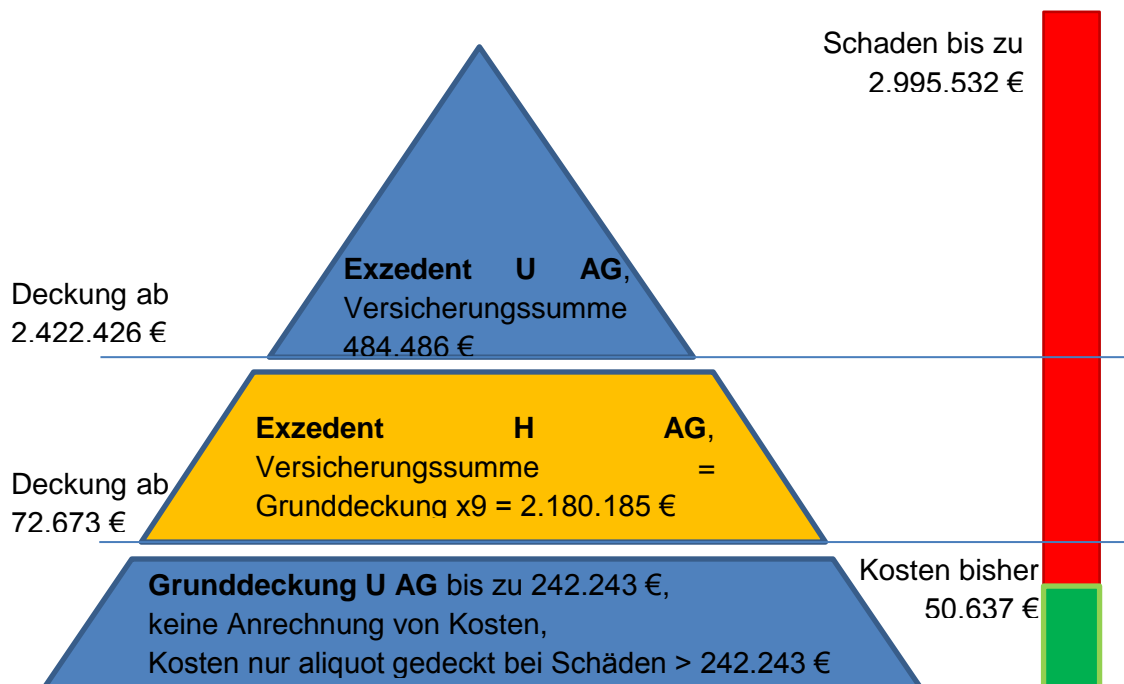 Schaden bis zu
2.995.532 €
Exzedent U AG,
Versicherungssumme
484.486 €
Deckung ab
2.422.426 €
Exzedent H AG,
Versicherungssumme =
Grunddeckung x9 = 2.180.185 €
Deckung ab
72.673 €
Grunddeckung U AG bis zu 242.243 €,
keine Anrechnung von Kosten,
Kosten nur aliquot gedeckt bei Schäden > 242.243 €
Kosten bisher
50.637 €